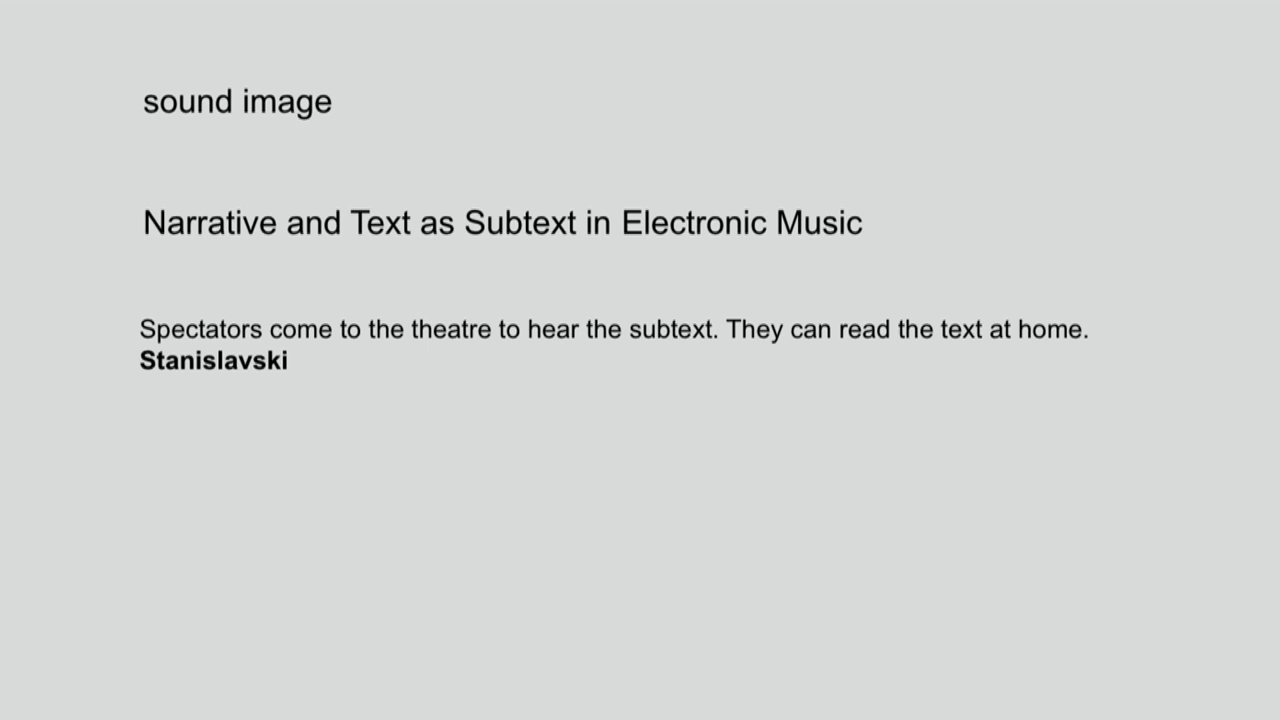 sound image
Narrative and Text as Subtext in Electronic Music
Spectators come to the theatre to hear the subtext. They can read the text at home.
Stanislavski